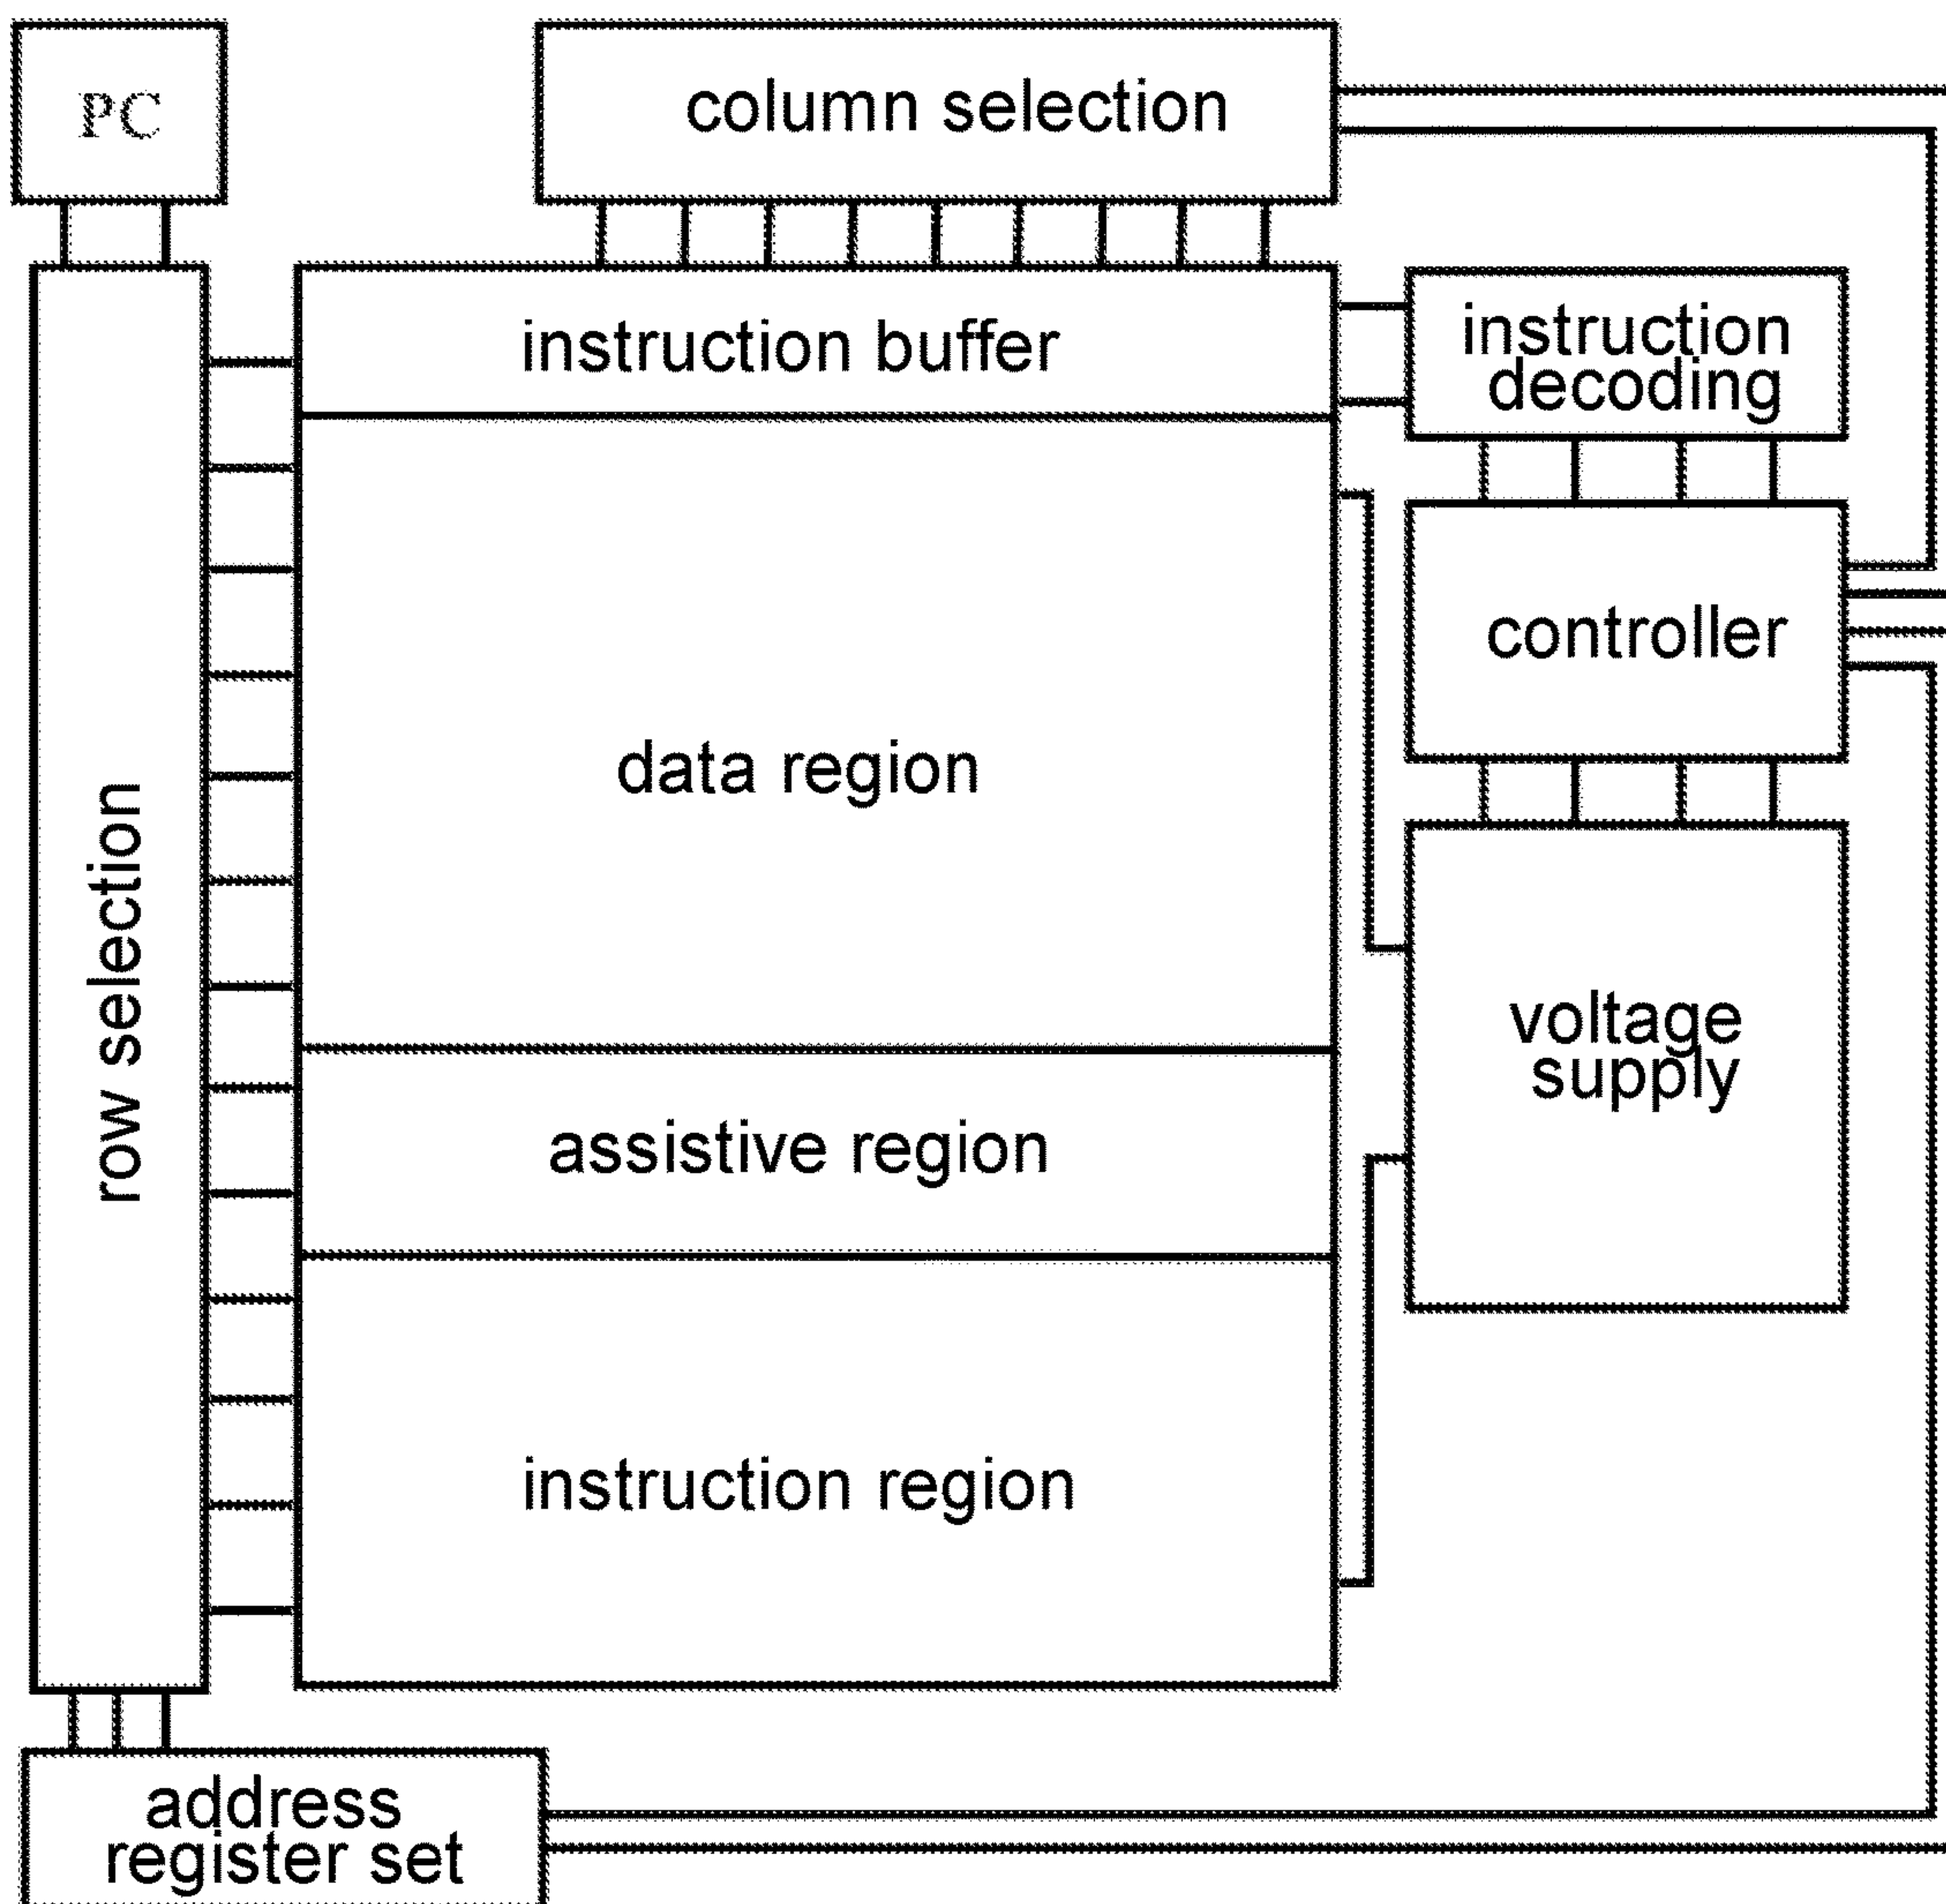 PC
column selection
instruction buffer
instruction
decoding
data region
controller
row selection
voltage
supply
assistive region
instruction region
address
register set